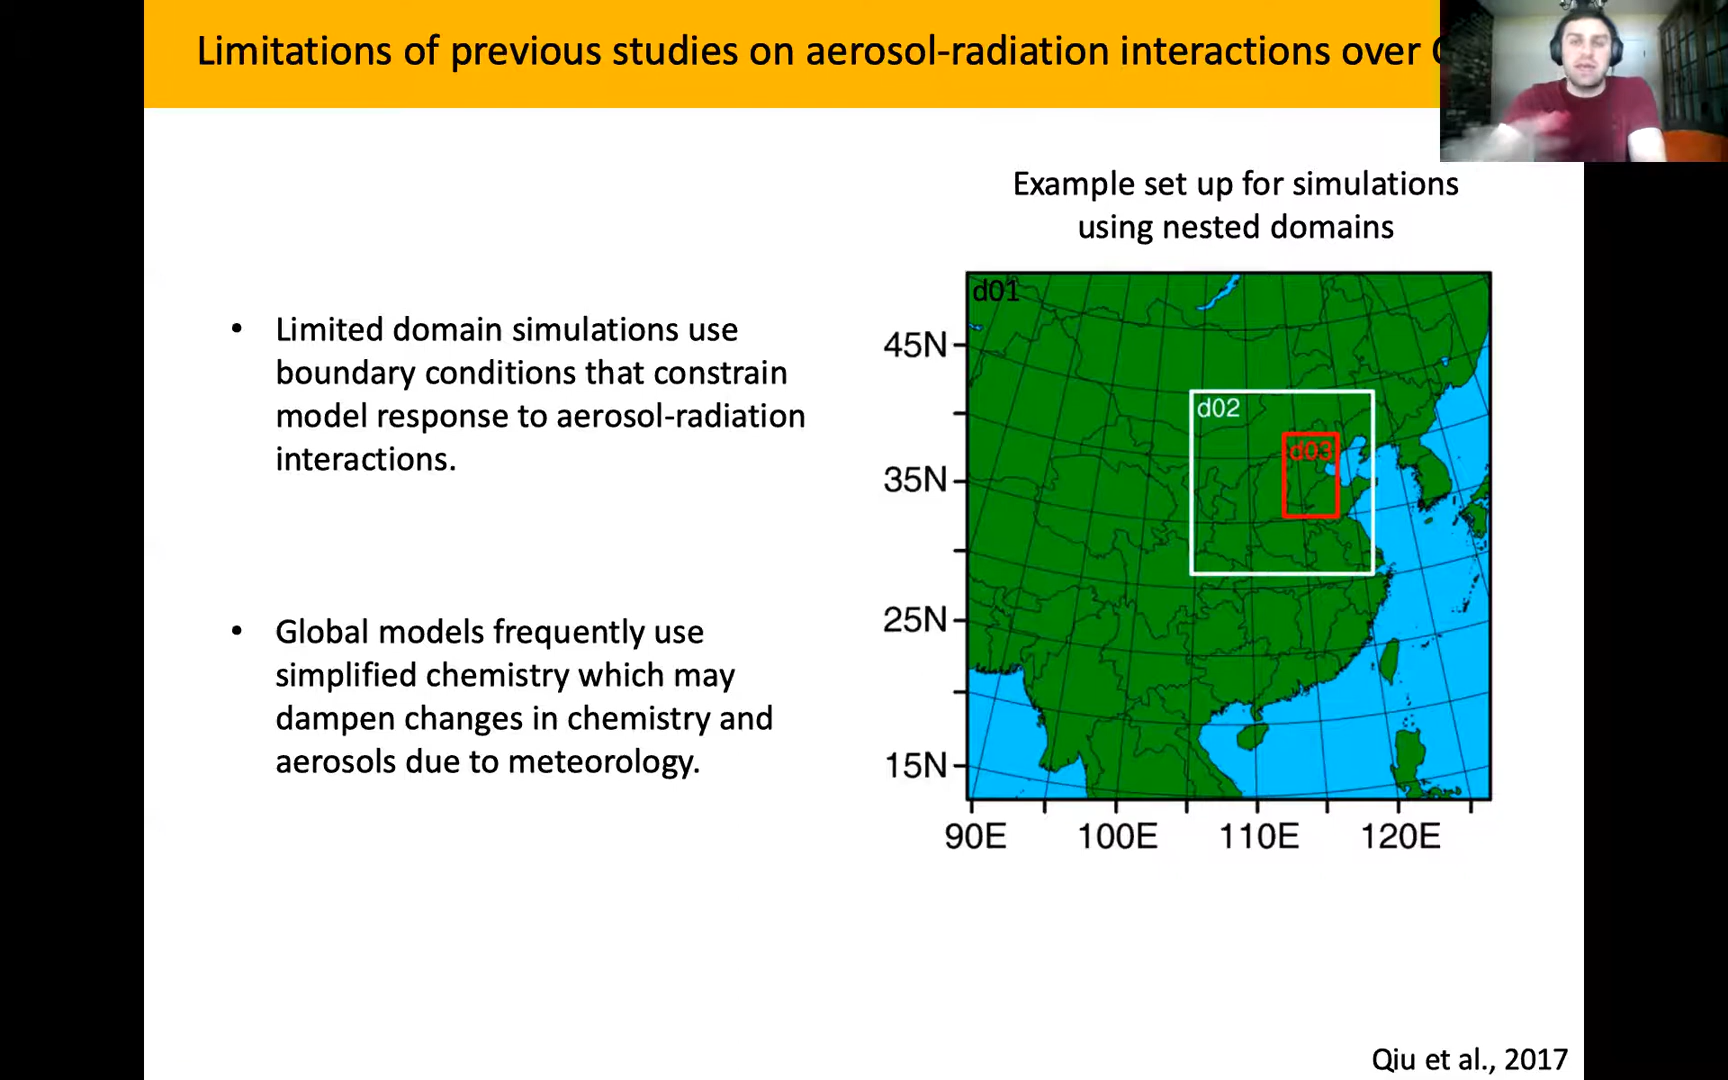 Limitations of previous studies on aerosol-radiation interactions over
Example set up for simulations
using nested domains
• Limited domain simulations use
boundary conditions that constrain
model response to aerosol-radiation
interactions.
• Global models frequently use
simplified chemistry which may
dampen changes in chemistry and
aerosols due to meteorology.
d01
d02
d03
45N
35N
25N
15N
90E 100E 110E 120E
Qiu et al., 2017